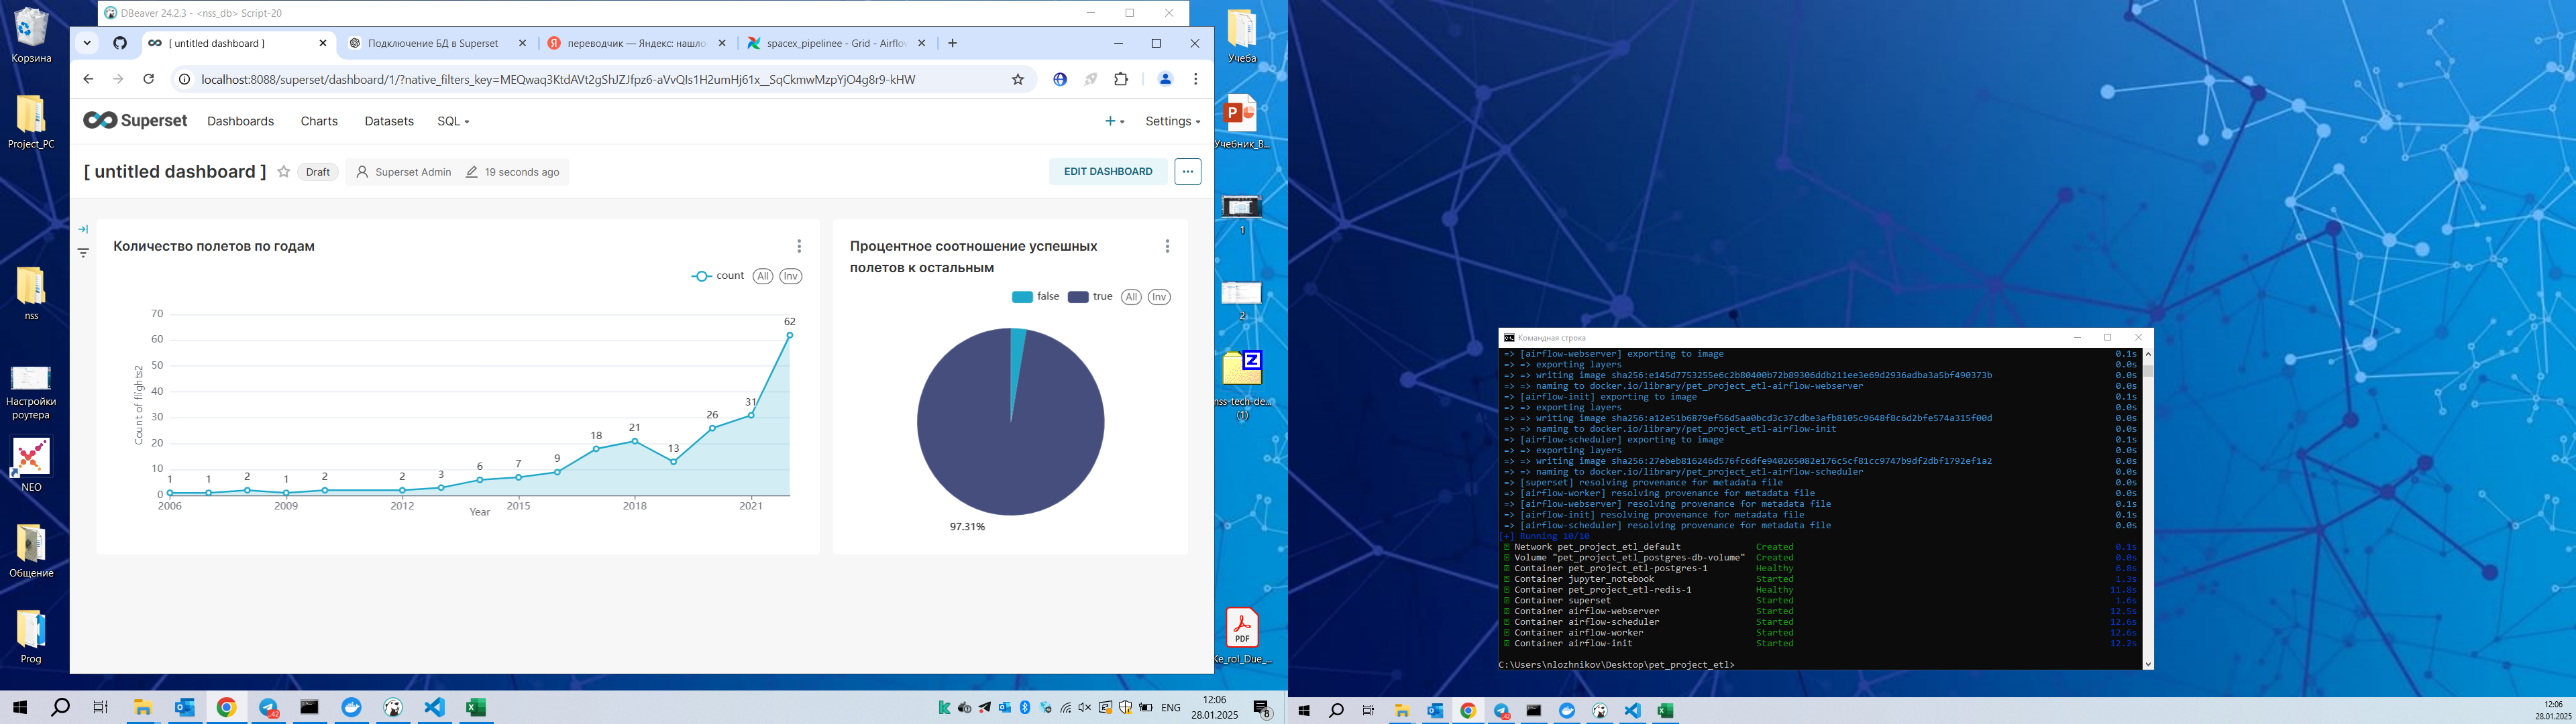 Корзина
Project_PC
nss
Настройки
роутера
NEO
Общение
Prog
DBeaver 24.2.3 - <nss_db> Script-20
[ untitled dashboard ]
Подключение БД в Superset
переводчик — Яндекс: нашло
spacex_pipelinee - Grid - Airflow
localhost:8088/superset/dashboard/1/?native_filters_key=MEQwaq3KtdAVt2gShJZJfpz6-aVvQIs1H2umHj61x__SqCkmwMzpYjO4g8r9-kHW
Superset
Dashboards
Charts
Datasets
SQL
Settings
[ untitled dashboard ]
Draft
Superset Admin
19 seconds ago
EDIT DASHBOARD
Количество полетов по годам
count
All
Inv
Count of flights2
70
60
50
40
30
20
10
0
1
1
2
1
2
2
3
6
7
9
18
21
13
26
31
62
2006
2009
2012
2015
2018
2021
Year
Процентное соотношение успешных
полетов к остальным
false
true
All
Inv
97.31%
Учеба
P
Учебник_В...
1
2
Z
nss-tech-de...
(1)
PDF
Ke_rol_Due_...
42
ENG
12:06
28.01.2025
8
Командная строка
=> [airflow-webserver] exporting to image 0.1s
=> => exporting layers 0.0s
=> => writing image sha256:e145d7753255e6c2b80400b72b89306ddb211ee3e69d2936adba3a5bf490373b 0.0s
=> => naming to docker.io/library/pet_project_etl-airflow-webserver 0.0s
=> [airflow-init] exporting to image 0.1s
=> => exporting layers 0.0s
=> => writing image sha256:a12e51b6879ef56d5aa0bcd3c37cdbe3afb8105c9648f8c6d2bfe574a315f00d 0.0s
=> => naming to docker.io/library/pet_project_etl-airflow-init 0.0s
=> [airflow-scheduler] exporting to image 0.1s
=> => exporting layers 0.0s
=> => writing image sha256:27ebeb816246d576fc6dfe940265082e176c5cf81cc9747b9df2dbf1792ef1a2 0.0s
=> => naming to docker.io/library/pet_project_etl-airflow-scheduler 0.0s
=> [superset] resolving provenance for metadata file 0.0s
=> [airflow-worker] resolving provenance for metadata file 0.0s
=> [airflow-webserver] resolving provenance for metadata file 0.1s
=> [airflow-init] resolving provenance for metadata file 0.1s
=> [airflow-scheduler] resolving provenance for metadata file 0.0s
[+] Running 10/10
Network pet_project_etl_default Created 0.1s
Volume "pet_project_etl_postgres-db-volume" Created 0.0s
Container pet_project_etl-postgres-1 Healthy 6.8s
Container jupyter_notebook Started 1.3s
Container pet_project_etl-redis-1 Healthy 11.8s
Container superset Started 1.6s
Container airflow-webserver Started 12.5s
Container airflow-scheduler Started 12.6s
Container airflow-worker Started 12.6s
Container airflow-init Started 12.2s
C:\Users\nlozhnikov\Desktop\pet_project_etl>
12:06
28.01.2025